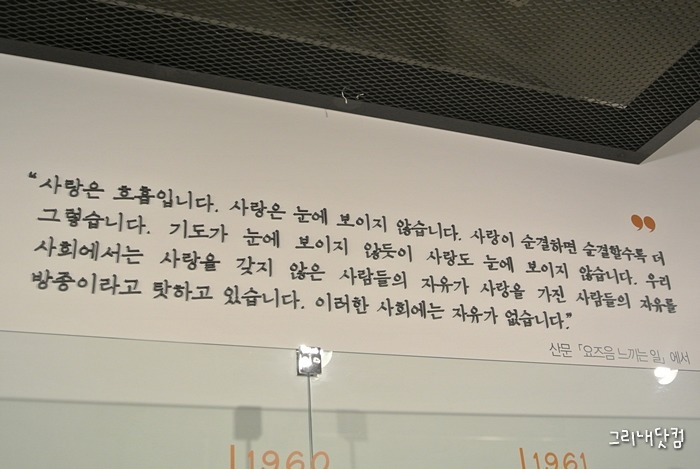 “사랑은 호흡입니다. 사랑은 눈에 보이지 않습니다. 사랑이 순결하면 순결할수록 더
그렇습니다. 기도가 눈에 보이지 않듯이 사랑도 눈에 보이지 않습니다. 우리
사회에서는 사랑을 갖지 않은 사람들의 자유가 사랑을 가진 사람들의 자유를
방종이라고 탓하고 있습니다. 이러한 사회에는 자유가 없습니다.”
산문「요즈음 느끼는 일」에서
1960
1961
그리내닷컴